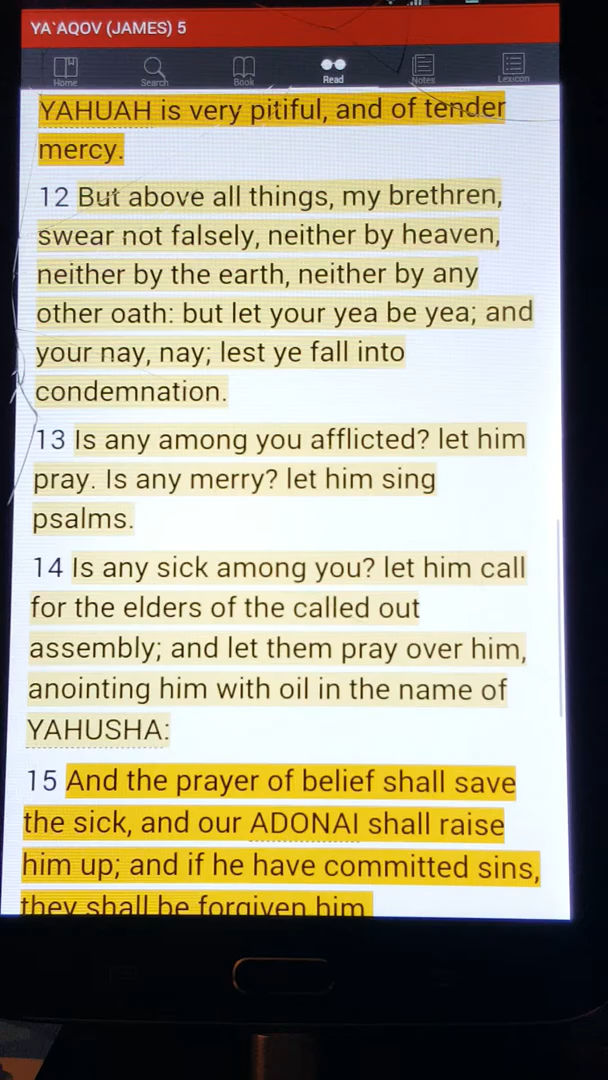 YA`AQOV (JAMES) 5
Home Search Book Read Notes Lexicon
YAHUAH is very pitiful, and of tender
mercy.
12 But above all things, my brethren,
swear not falsely, neither by heaven,
neither by the earth, neither by any
other oath: but let your yea be yea; and
your nay, nay; lest ye fall into
condemnation.
13 Is any among you afflicted? let him
pray. Is any merry? let him sing
psalms.
14 Is any sick among you? let him call
for the elders of the called out
assembly; and let them pray over him,
anointing him with oil in the name of
YAHUSHA:
15 And the prayer of belief shall save
the sick, and our ADONAI shall raise
him up; and if he have committed sins,
they shall be forgiven him